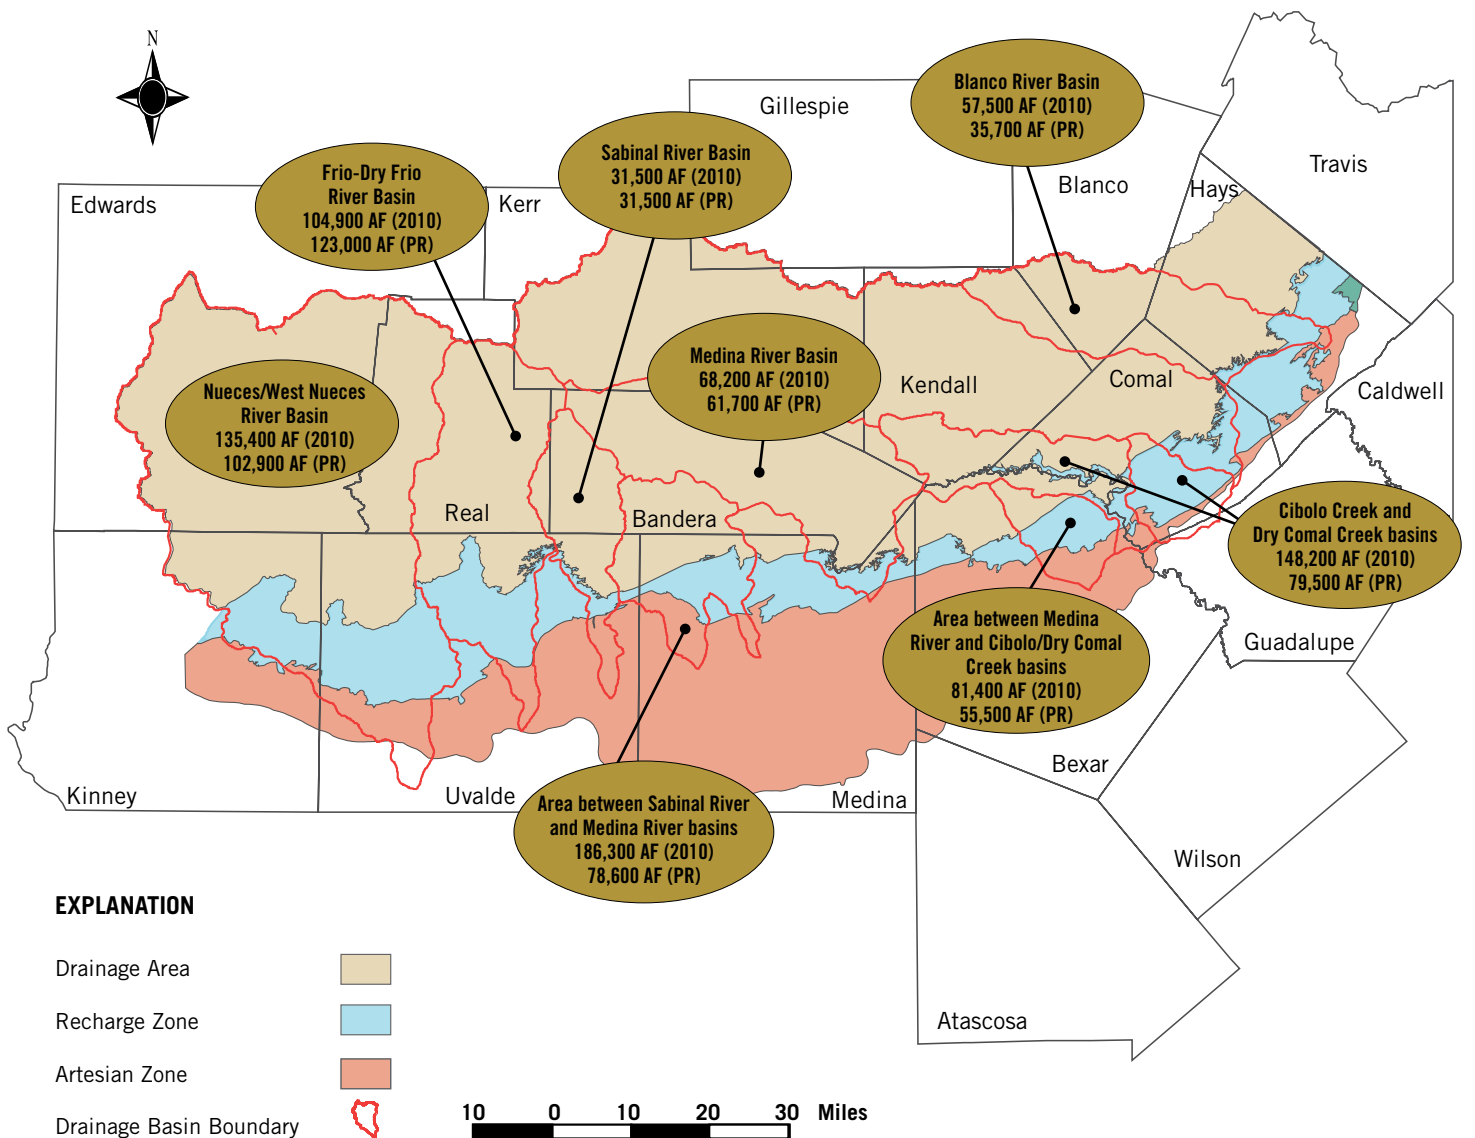 N
Gillespie
Blanco River Basin
57,500 AF (2010)
35,700 AF (PR)
Travis
Sabinal River Basin
31,500 AF (2010)
31,500 AF (PR)
Frio-Dry Frio
River Basin
104,900 AF (2010)
123,000 AF (PR)
Edwards
Kerr
Blanco
Hays
Medina River Basin
68,200 AF (2010)
61,700 AF (PR)
Kendall
Comal
Caldwell
Nueces/West Nueces
River Basin
135,400 AF (2010)
102,900 AF (PR)
Real
Bandera
Cibolo Creek and
Dry Comal Creek basins
148,200 AF (2010)
79,500 AF (PR)
Area between Medina
River and Cibolo/Dry Comal
Creek basins
81,400 AF (2010)
55,500 AF (PR)
Guadalupe
Bexar
Kinney
Uvalde
Medina
Area between Sabinal River
and Medina River basins
186,300 AF (2010)
78,600 AF (PR)
Wilson
Atascosa
EXPLANATION
Drainage Area
Recharge Zone
Artesian Zone
Drainage Basin Boundary
10 0 10 20 30 Miles